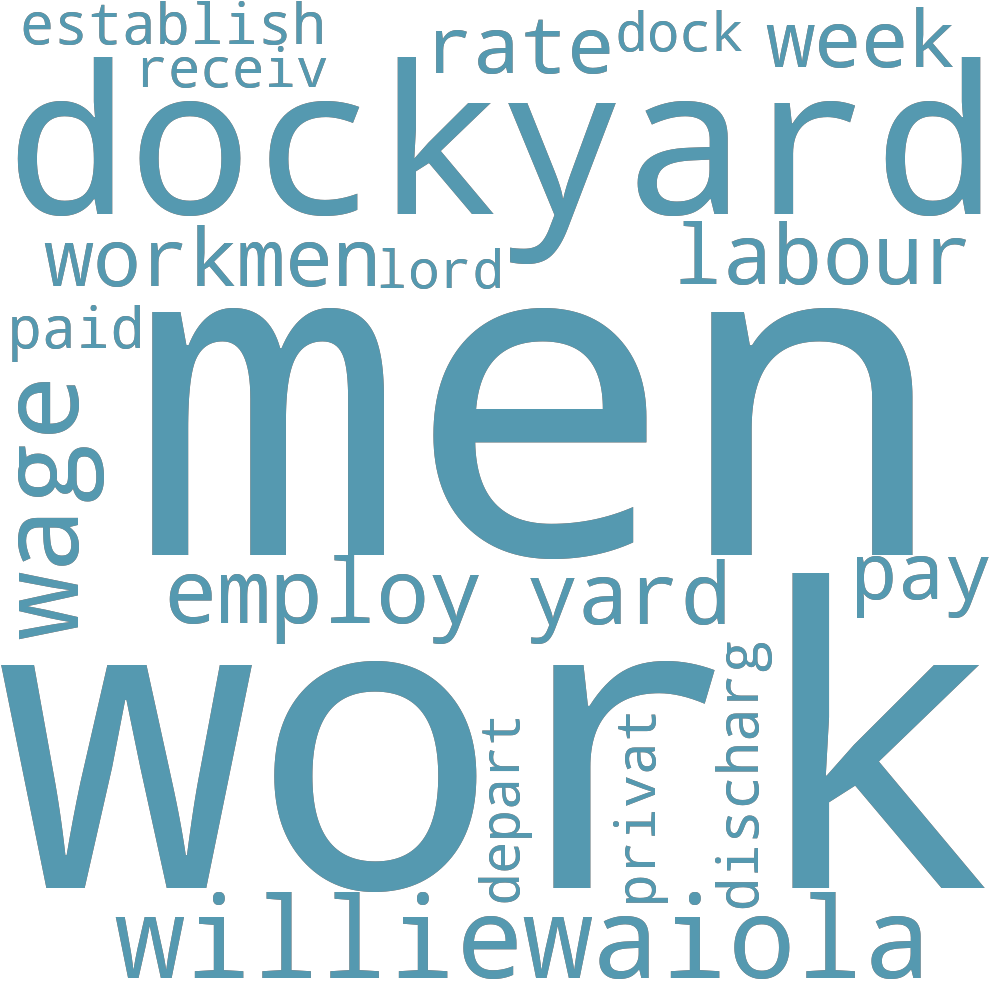 establish
receiv
rate
dock
week
dockyard
workmen
lord
labour
paid
men
wage
employ
yard
pay
work
depart
privat
discharg
williewaiola